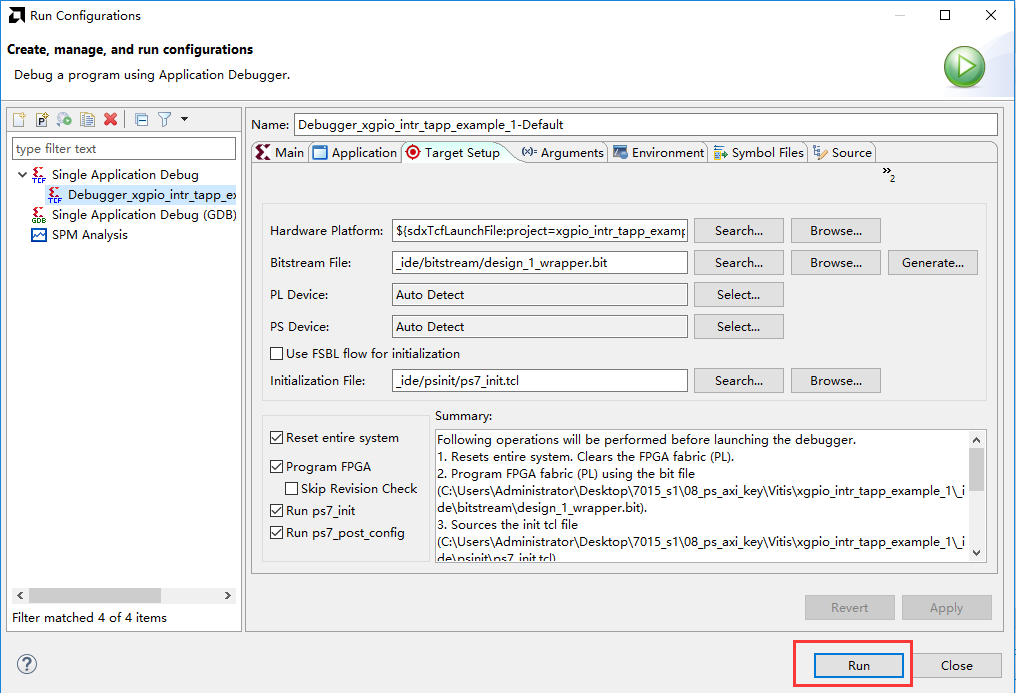 Run Configurations
Create, manage, and run configurations
Debug a program using Application Debugger.
type filter text
Single Application Debug
Debugger_xgpio_intr_tapp_ex
Single Application Debug (GDB)
SPM Analysis
Filter matched 4 of 4 items
Name: Debugger_xgpio_intr_tapp_example_1-Default
Main Application Target Setup (x)= Arguments Environment Symbol Files Source
»2
Hardware Platform: ${sdxTcfLaunchFile:project=xgpio_intr_tapp_examp Search... Browse...
Bitstream File: _ide/bitstream/design_1_wrapper.bit Search... Browse... Generate...
PL Device: Auto Detect Select...
PS Device: Auto Detect Select...
Use FSBL flow for initialization
Initialization File: _ide/psinit/ps7_init.tcl Search... Browse...
Reset entire system
Program FPGA
Skip Revision Check
Run ps7_init
Run ps7_post_config
Summary:
Following operations will be performed before launching the debugger.
1. Resets entire system. Clears the FPGA fabric (PL).
2. Program FPGA fabric (PL) using the bit file
(C:\Users\Administrator\Desktop\7015_s1\08_ps_axi_key\Vitis\xgpio_intr_tapp_example_1\_i
de\bitstream\design_1_wrapper.bit).
3. Sources the init tcl file
(C:\Users\Administrator\Desktop\7015_s1\08_ps_axi_key\Vitis\xgpio_intr_tapp_example_1\_i
de\psinit\ps7_init.tcl)
Revert Apply
? Run Close